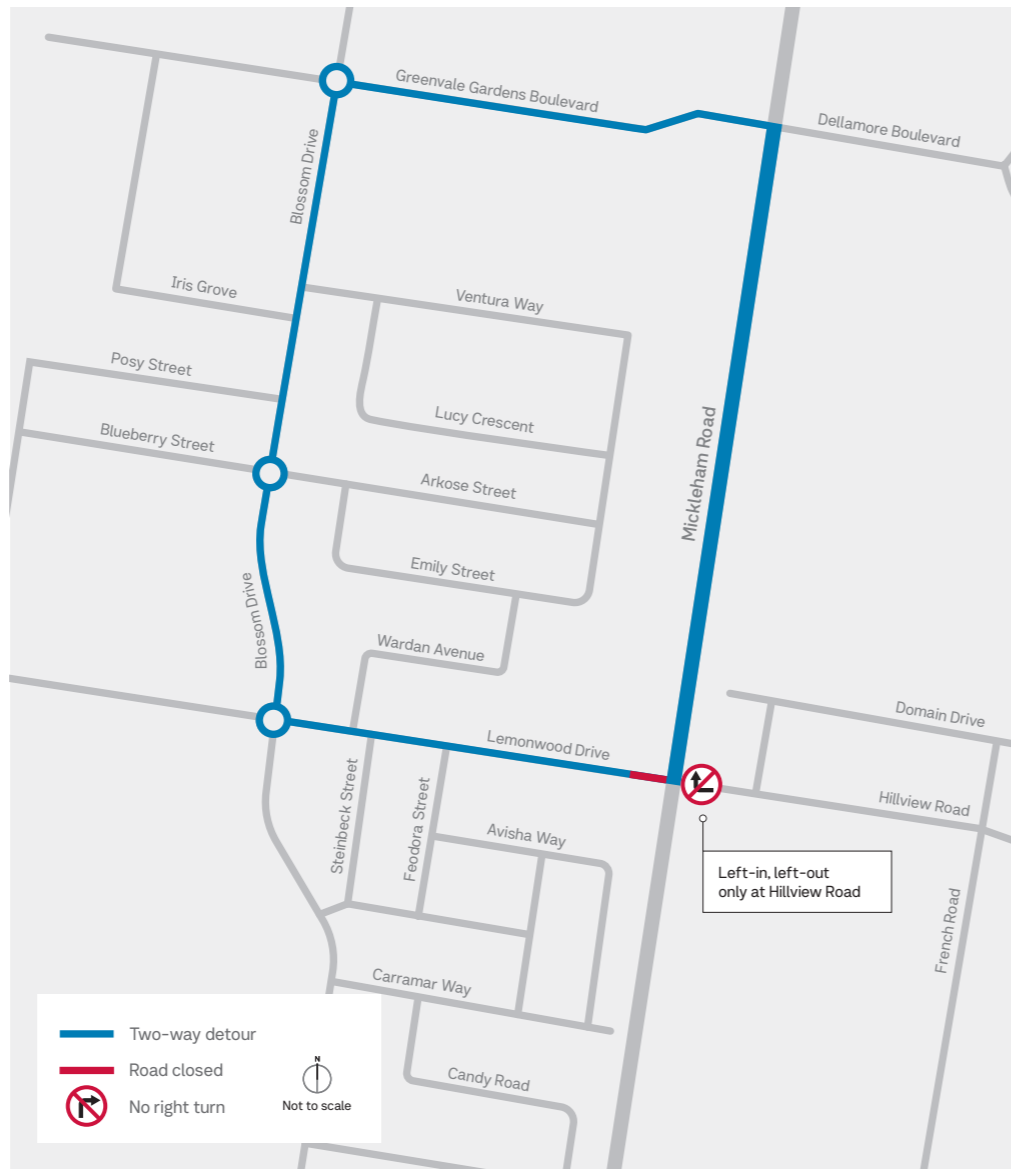 Greenvale Gardens Boulevard
Dellamore Boulevard
Blossom Drive
Iris Grove
Ventura Way
Posy Street
Lucy Crescent
Blueberry Street
Arkose Street
Mickleham Road
Emily Street
Blossom Drive
Wardan Avenue
Domain Drive
Lemonwood Drive
Hillview Road
Steinbeck Street
Feodora Street
Avisha Way
Left-in, left-out
only at Hillview Road
French Road
Carramar Way
Candy Road
Two-way detour
Road closed
No right turn
N
Not to scale